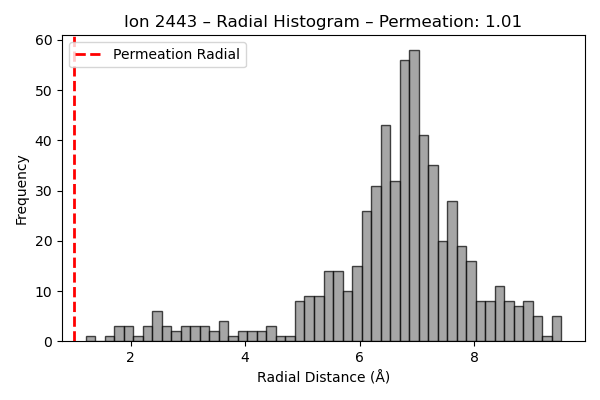 Ion 2443 – Radial Histogram – Permeation: 1.01
Permeation Radial
60
50
40
30
20
10
0
Frequency
2 4 6 8
Radial Distance (Å)